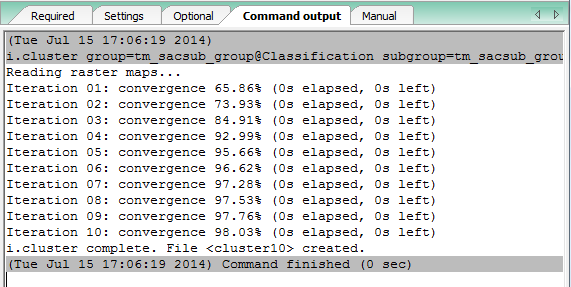 Required Settings Optional Command output Manual
(Tue Jul 15 17:06:19 2014)
i.cluster group=tm_sacsub_group@Classification subgroup=tm_sacsub_grou
Reading raster maps...
Iteration 01: convergence 65.86% (0s elapsed, 0s left)
Iteration 02: convergence 73.93% (0s elapsed, 0s left)
Iteration 03: convergence 84.91% (0s elapsed, 0s left)
Iteration 04: convergence 92.99% (0s elapsed, 0s left)
Iteration 05: convergence 95.66% (0s elapsed, 0s left)
Iteration 06: convergence 96.62% (0s elapsed, 0s left)
Iteration 07: convergence 97.28% (0s elapsed, 0s left)
Iteration 08: convergence 97.53% (0s elapsed, 0s left)
Iteration 09: convergence 97.76% (0s elapsed, 0s left)
Iteration 10: convergence 98.03% (0s elapsed, 0s left)
i.cluster complete. File <cluster10> created.
(Tue Jul 15 17:06:19 2014) Command finished (0 sec)